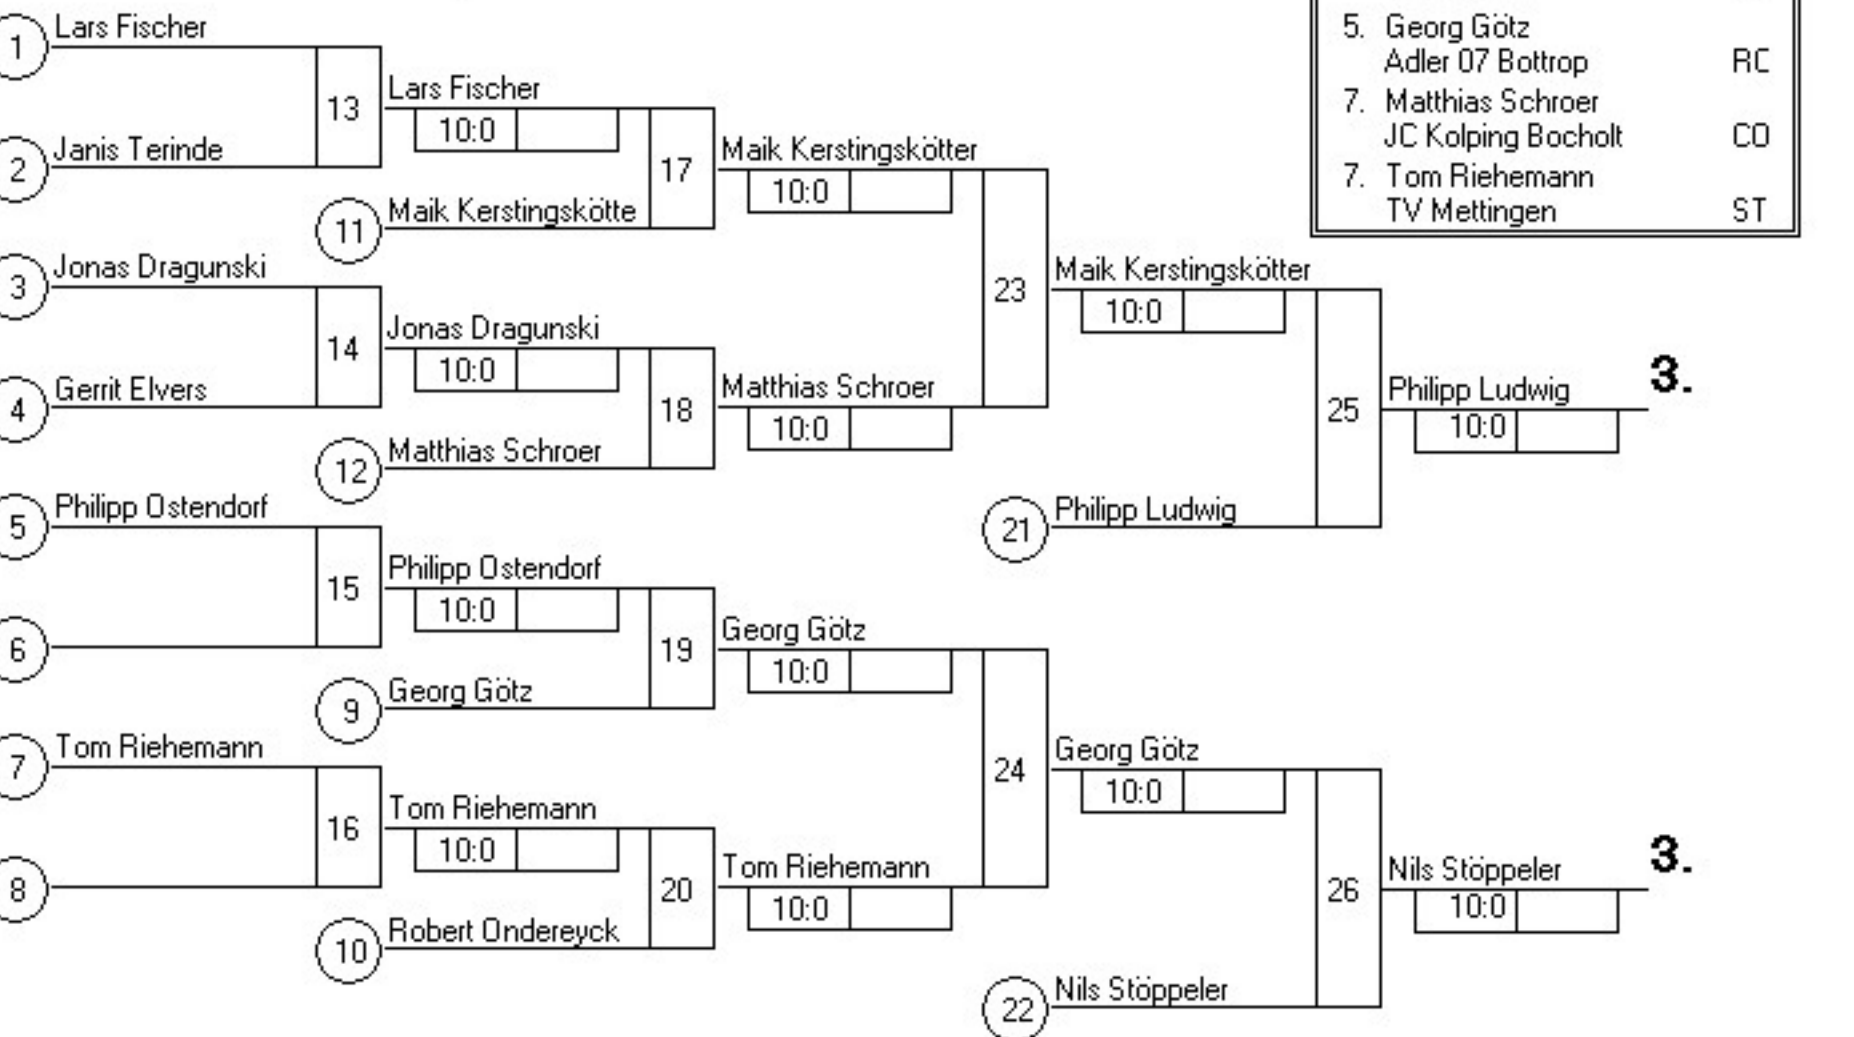 1 Lars Fischer
2 Janis Terinde
13 Lars Fischer
10:0
11 Maik Kerstingskötte
17 Maik Kerstingskötter
10:0
3 Jonas Dragunski
4 Gerrit Elvers
14 Jonas Dragunski
10:0
12 Matthias Schroer
18 Matthias Schroer
10:0
23 Maik Kerstingskötter
10:0
21 Philipp Ludwig
25 Philipp Ludwig 3.
10:0
5 Philipp Ostendorf
6
15 Philipp Ostendorf
10:0
9 Georg Götz
19 Georg Götz
10:0
7 Tom Riehemann
8
16 Tom Riehemann
10:0
10 Robert Ondereyck
20 Tom Riehemann
10:0
24 Georg Götz
10:0
22 Nils Stöppeler
26 Nils Stöppeler 3.
10:0
5. Georg Götz
Adler 07 Bottrop RC
7. Matthias Schroer
JC Kolping Bocholt CO
7. Tom Riehemann
TV Mettingen ST